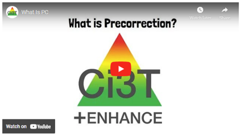 What Is PC
What is Precorrection?
Ci3T
+ENHANCE
Watch on YouTube